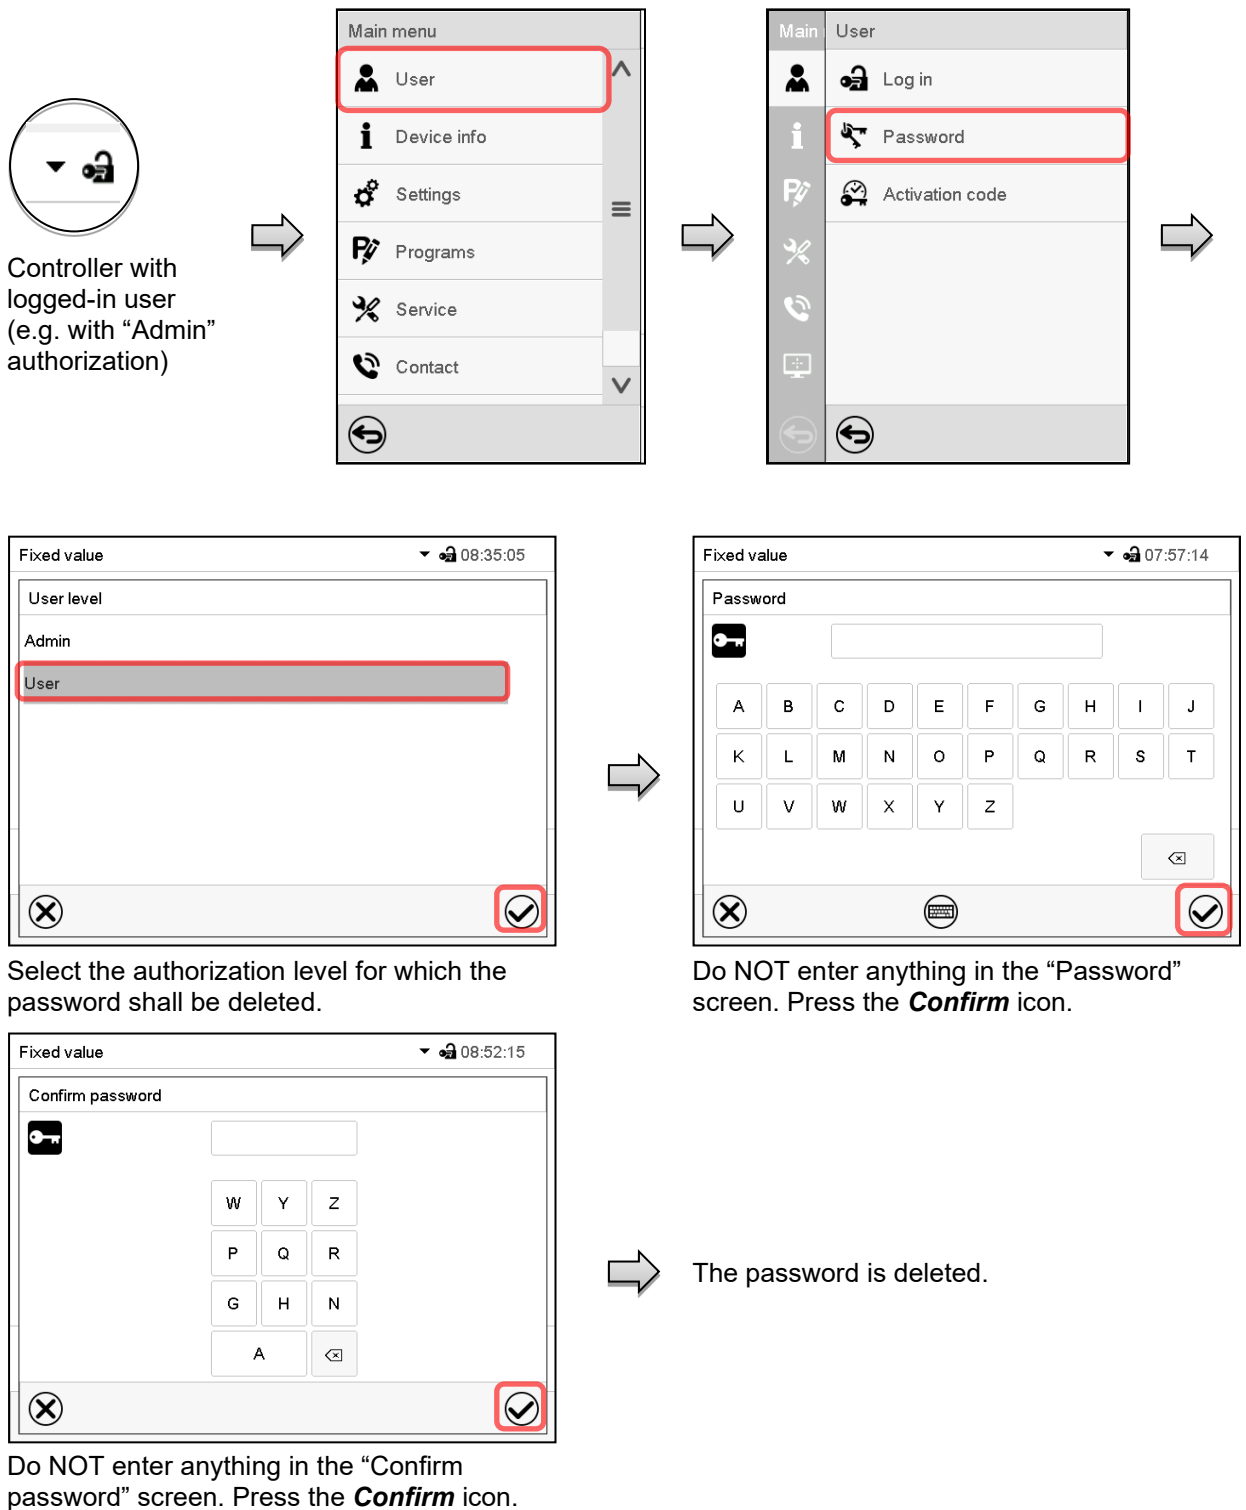 Controller with
logged-in user
(e.g. with “Admin”
authorization)
Main menu
User
Device info
Settings
Programs
Service
Contact
Main
User
Log in
Password
Activation code
Fixed value
08:35:05
User level
Admin
User
Select the authorization level for which the
password shall be deleted.
Fixed value
07:57:14
Password
A B C D E F G H I J
K L M N O P Q R S T
U V W X Y Z
Do NOT enter anything in the “Password”
screen. Press the Confirm icon.
Fixed value
08:52:15
Confirm password
W Y Z
P Q R
G H N
A
Do NOT enter anything in the “Confirm
password” screen. Press the Confirm icon.
The password is deleted.